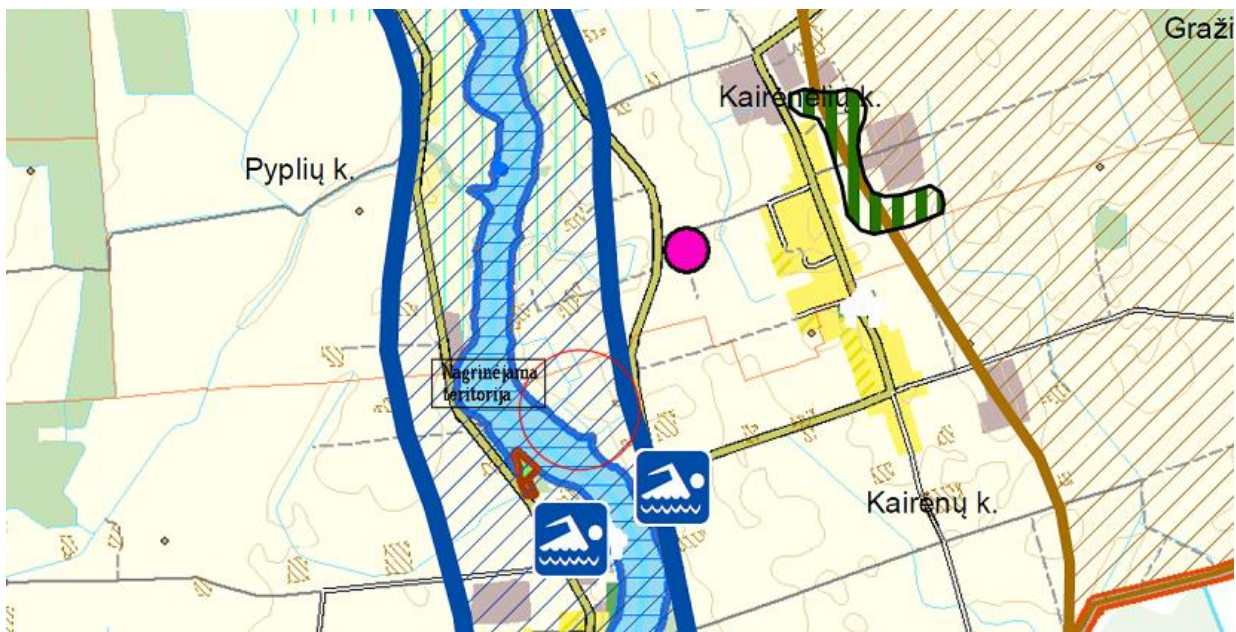 Graži
Kairėnėlių k.
Pyplių k.
Nagrinėjama
teritorija
Kairėnų k.